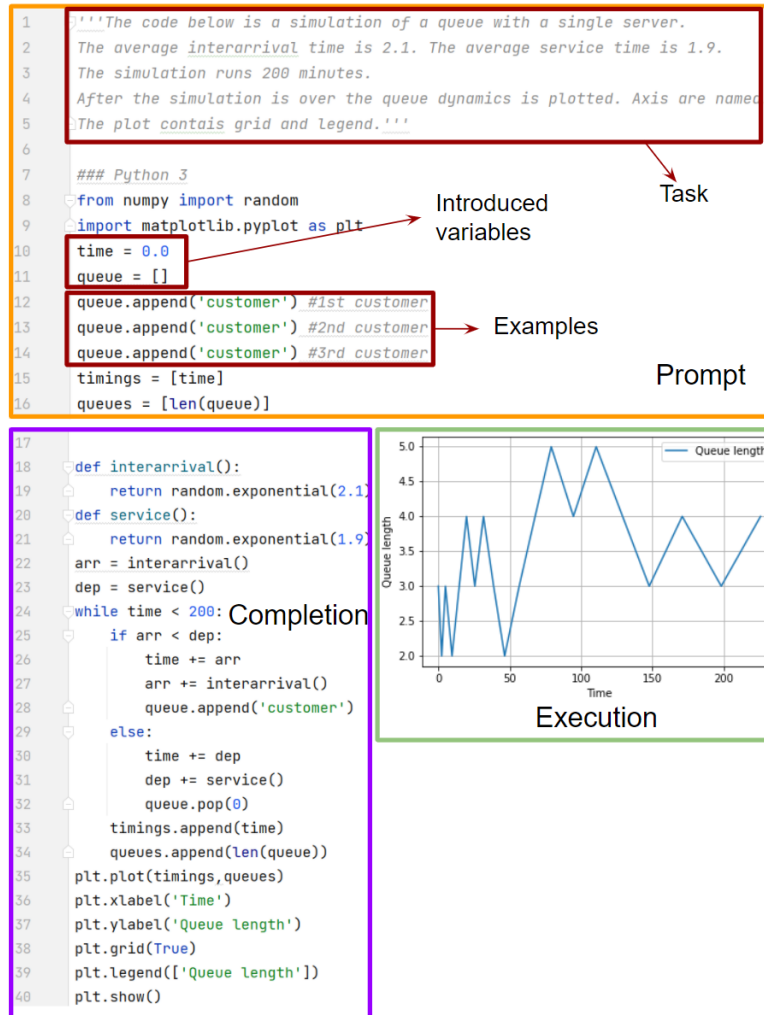 1 '''The code below is a simulation of a queue with a single server.
2 The average interarrival time is 2.1. The average service time is 1.9.
3 The simulation runs 200 minutes.
4 After the simulation is over the queue dynamics is plotted. Axis are named
5 The plot contais grid and legend.'''
6
7 ### Python 3
8 from numpy import random
9 import matplotlib.pyplot as plt
10 time = 0.0
11 queue = []
12 queue.append('customer') #1st customer
13 queue.append('customer') #2nd customer
14 queue.append('customer') #3rd customer
15 timings = [time]
16 queues = [len(queue)]
Task
Introduced
variables
Examples
Prompt
17
18 def interarrival():
19     return random.exponential(2.1)
20 def service():
21     return random.exponential(1.9)
22 arr = interarrival()
23 dep = service()
24 while time < 200:
25     if arr < dep:
26         time += arr
27         arr += interarrival()
28         queue.append('customer')
29     else:
30         time += dep
31         dep += service()
32         queue.pop(0)
33     timings.append(time)
34     queues.append(len(queue))
35 plt.plot(timings,queues)
36 plt.xlabel('Time')
37 plt.ylabel('Queue length')
38 plt.grid(True)
39 plt.legend(['Queue length'])
40 plt.show()
Completion
Queue length
5.0
4.5
4.0
3.5
3.0
2.5
2.0
Queue length
0 50 100 150 200
Time
Execution